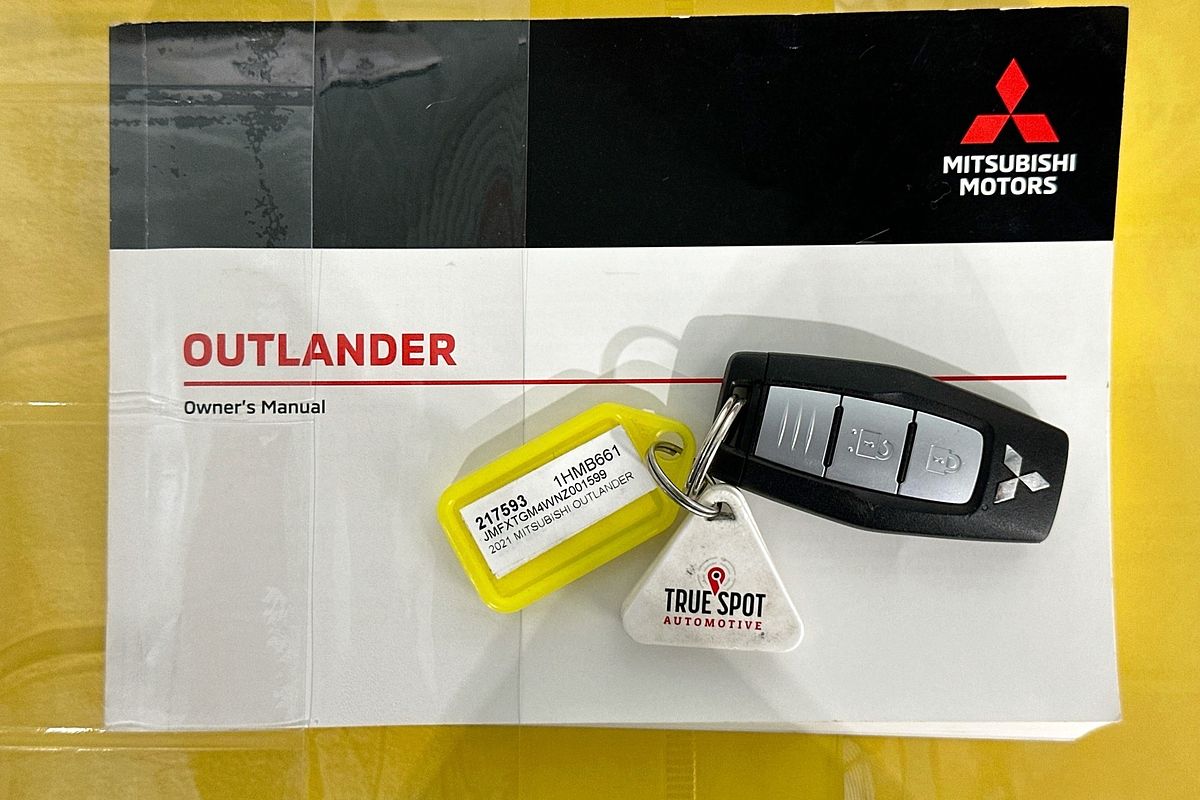 MITSUBISHI
MOTORS
OUTLANDER
Owner's Manual
217593 1HMB661
JMFXTGM4WNZ001599
2021 MITSUBISHI OUTLANDER
TRUE SPOT
AUTOMOTIVE